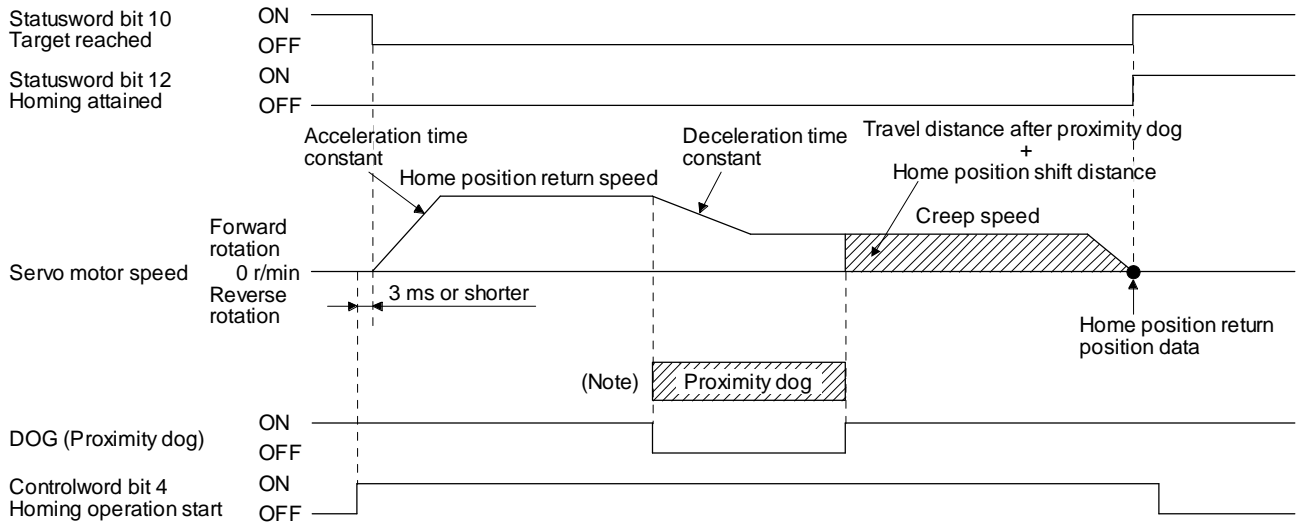 Statusword bit 10
Target reached
ON
OFF
Statusword bit 12
Homing attained
ON
OFF
Acceleration time
constant
Home position return speed
Deceleration time
constant
Travel distance after proximity dog
+
Home position shift distance
Creep speed
Servo motor speed
Forward
rotation
0 r/min
Reverse
rotation
3 ms or shorter
Home position return
position data
(Note)
Proximity dog
DOG (Proximity dog)
ON
OFF
Controlword bit 4
Homing operation start
ON
OFF